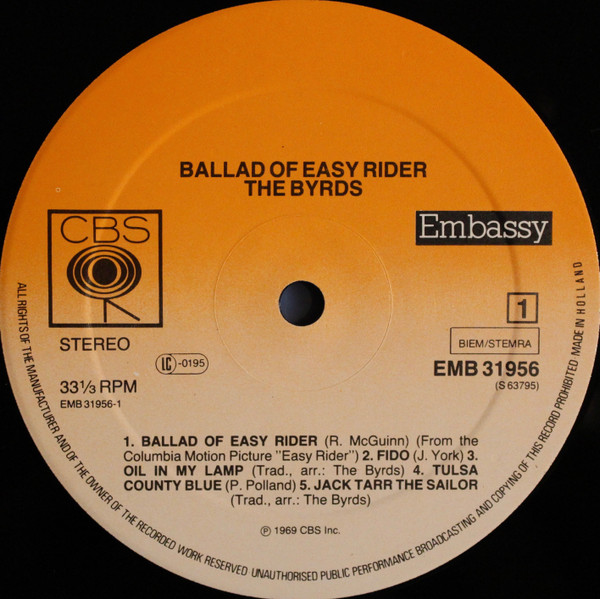 BALLAD OF EASY RIDER
THE BYRDS
CBS
Embassy
STEREO
1
BIEM/STEMRA
LC-0195
33⅓ RPM
EMB 31956
EMB 31956-1
(S 63795)
1. BALLAD OF EASY RIDER (R. McGuinn) (From the
Columbia Motion Picture "Easy Rider") 2. FIDO (J. York) 3.
OIL IN MY LAMP (Trad., arr.: The Byrds) 4. TULSA
COUNTY BLUE (P. Polland) 5. JACK TARR THE SAILOR
(Trad., arr.: The Byrds)
℗ 1969 CBS Inc.
ALL RIGHTS OF THE MANUFACTURER AND OF THE OWNER OF THE RECORDED WORK RESERVED UNAUTHORISED PUBLIC PERFORMANCE BROADCASTING AND COPYING OF THIS RECORD PROHIBITED MADE IN HOLLAND